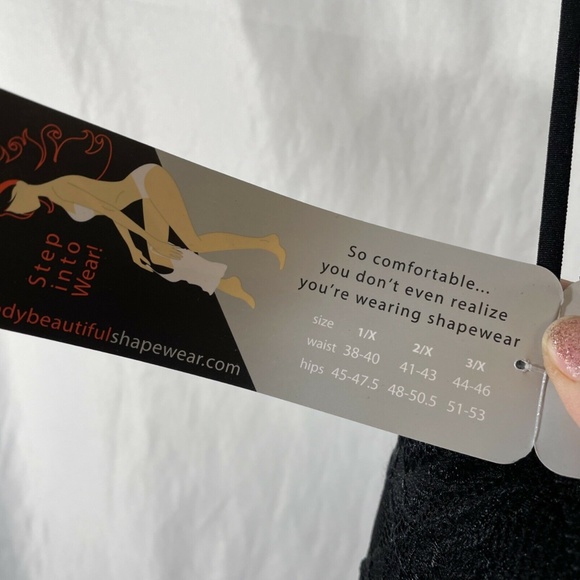 Step
into
Wear!
dybeautifulshapewear.com
So comfortable...
you don't even realize
you're wearing shapewear
size 1/X 2/X 3/X
waist 38-40 41-43 44-46
hips 45-47.5 48-50.5 51-53